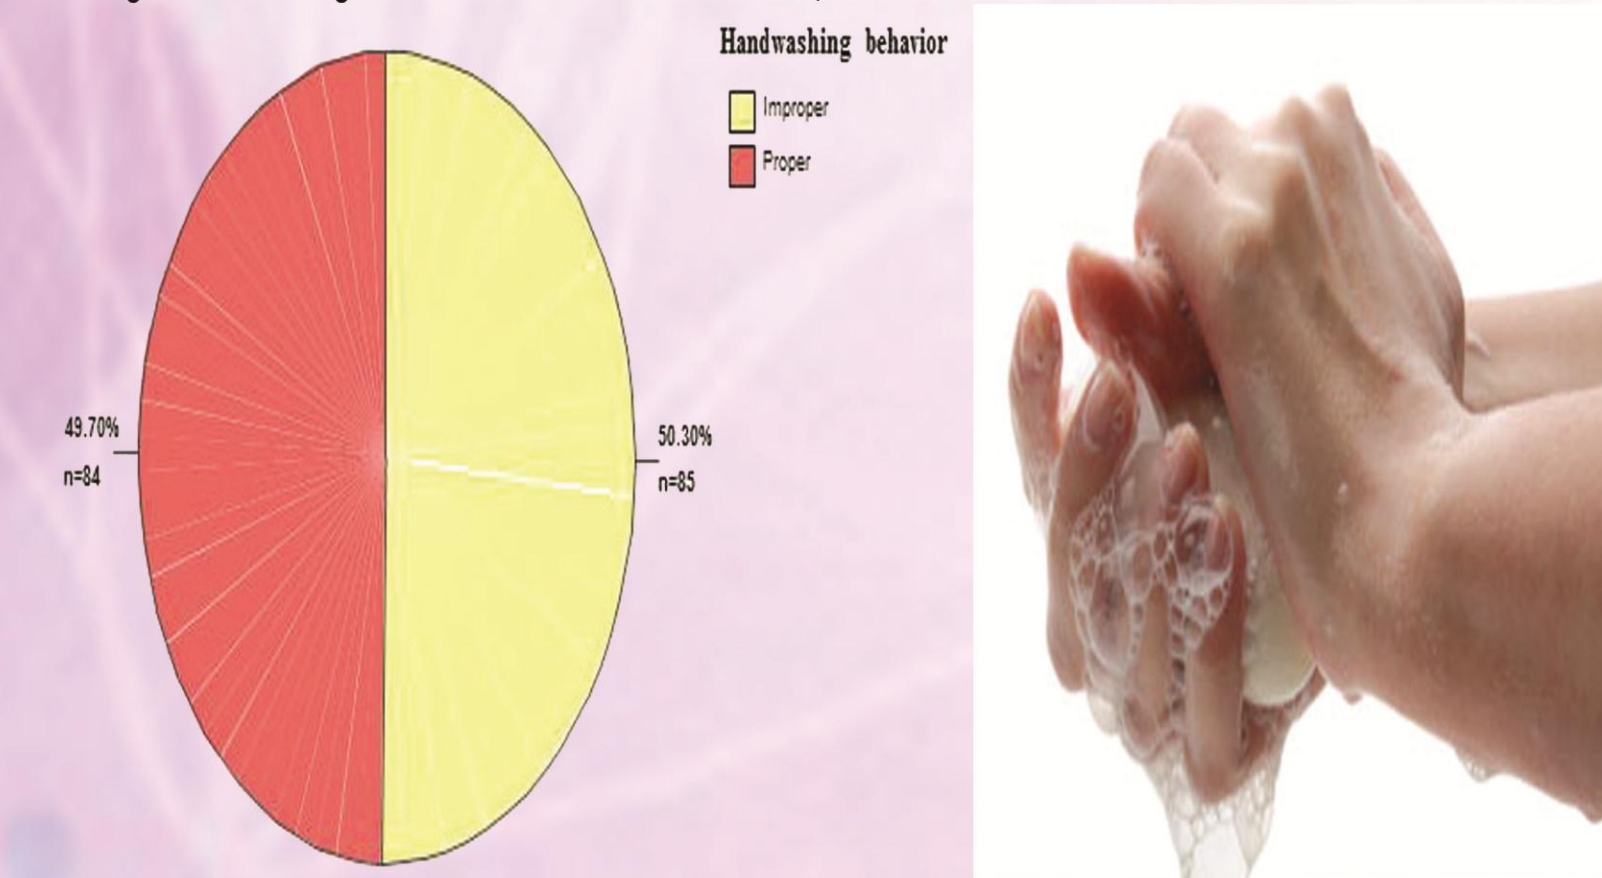 Handwashing behavior
Improper
Proper
49.70%
n=84
50.30%
n=85